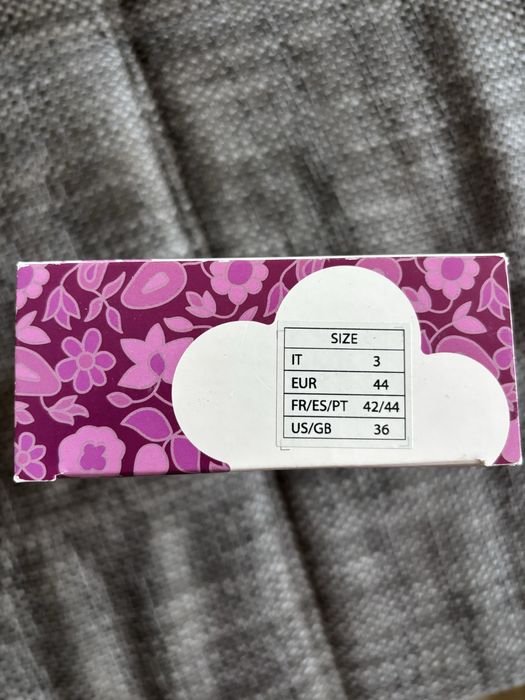 SIZE
IT 3
EUR 44
FR/ES/PT 42/44
US/GB 36